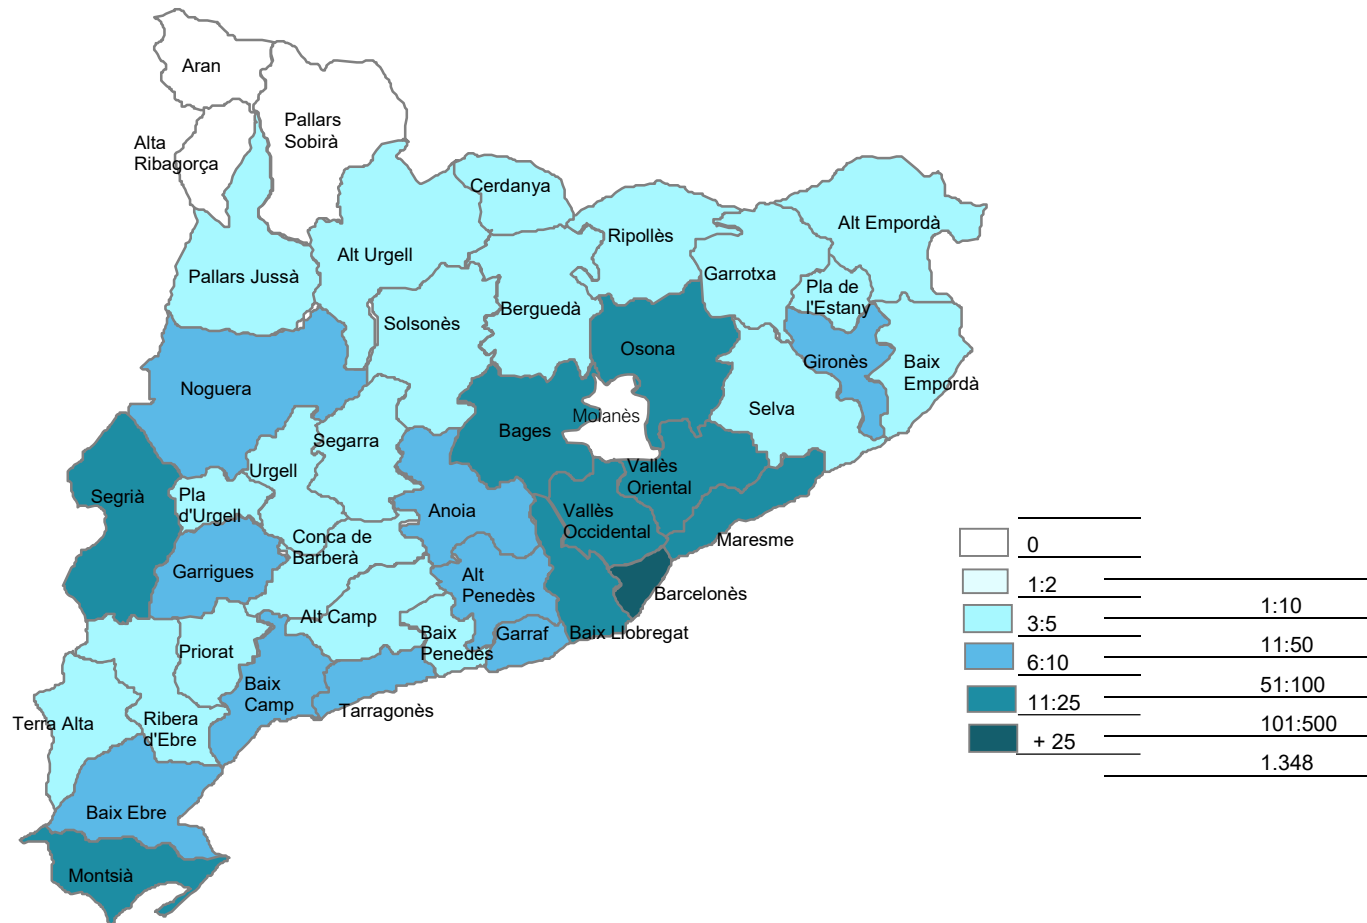 Aran
Pallars
Sobirà
Alta
Ribagorça
Cerdanya
Alt Empordà
Ripollès
Alt Urgell
Garrotxa
Pallars Jussà
Pla de
l'Estany
Berguedà
Solsonès
Osona
Gironès
Baix
Empordà
Noguera
Selva
Moianès
Bages
Segarra
Urgell
Vallès
Oriental
Segrià
Pla
d'Urgell
Anoia
Vallès
Occidental
Conca de
Barberà
Maresme
Garrigues
Alt
Penedès
Barcelonès
Alt Camp
Baix
Penedès
Garraf
Baix Llobregat
Priorat
Baix
Camp
Tarragonès
Terra Alta
Ribera
d'Ebre
Baix Ebre
Montsià
0
1:2
3:5
6:10
11:25
+ 25
1:10
11:50
51:100
101:500
1.348